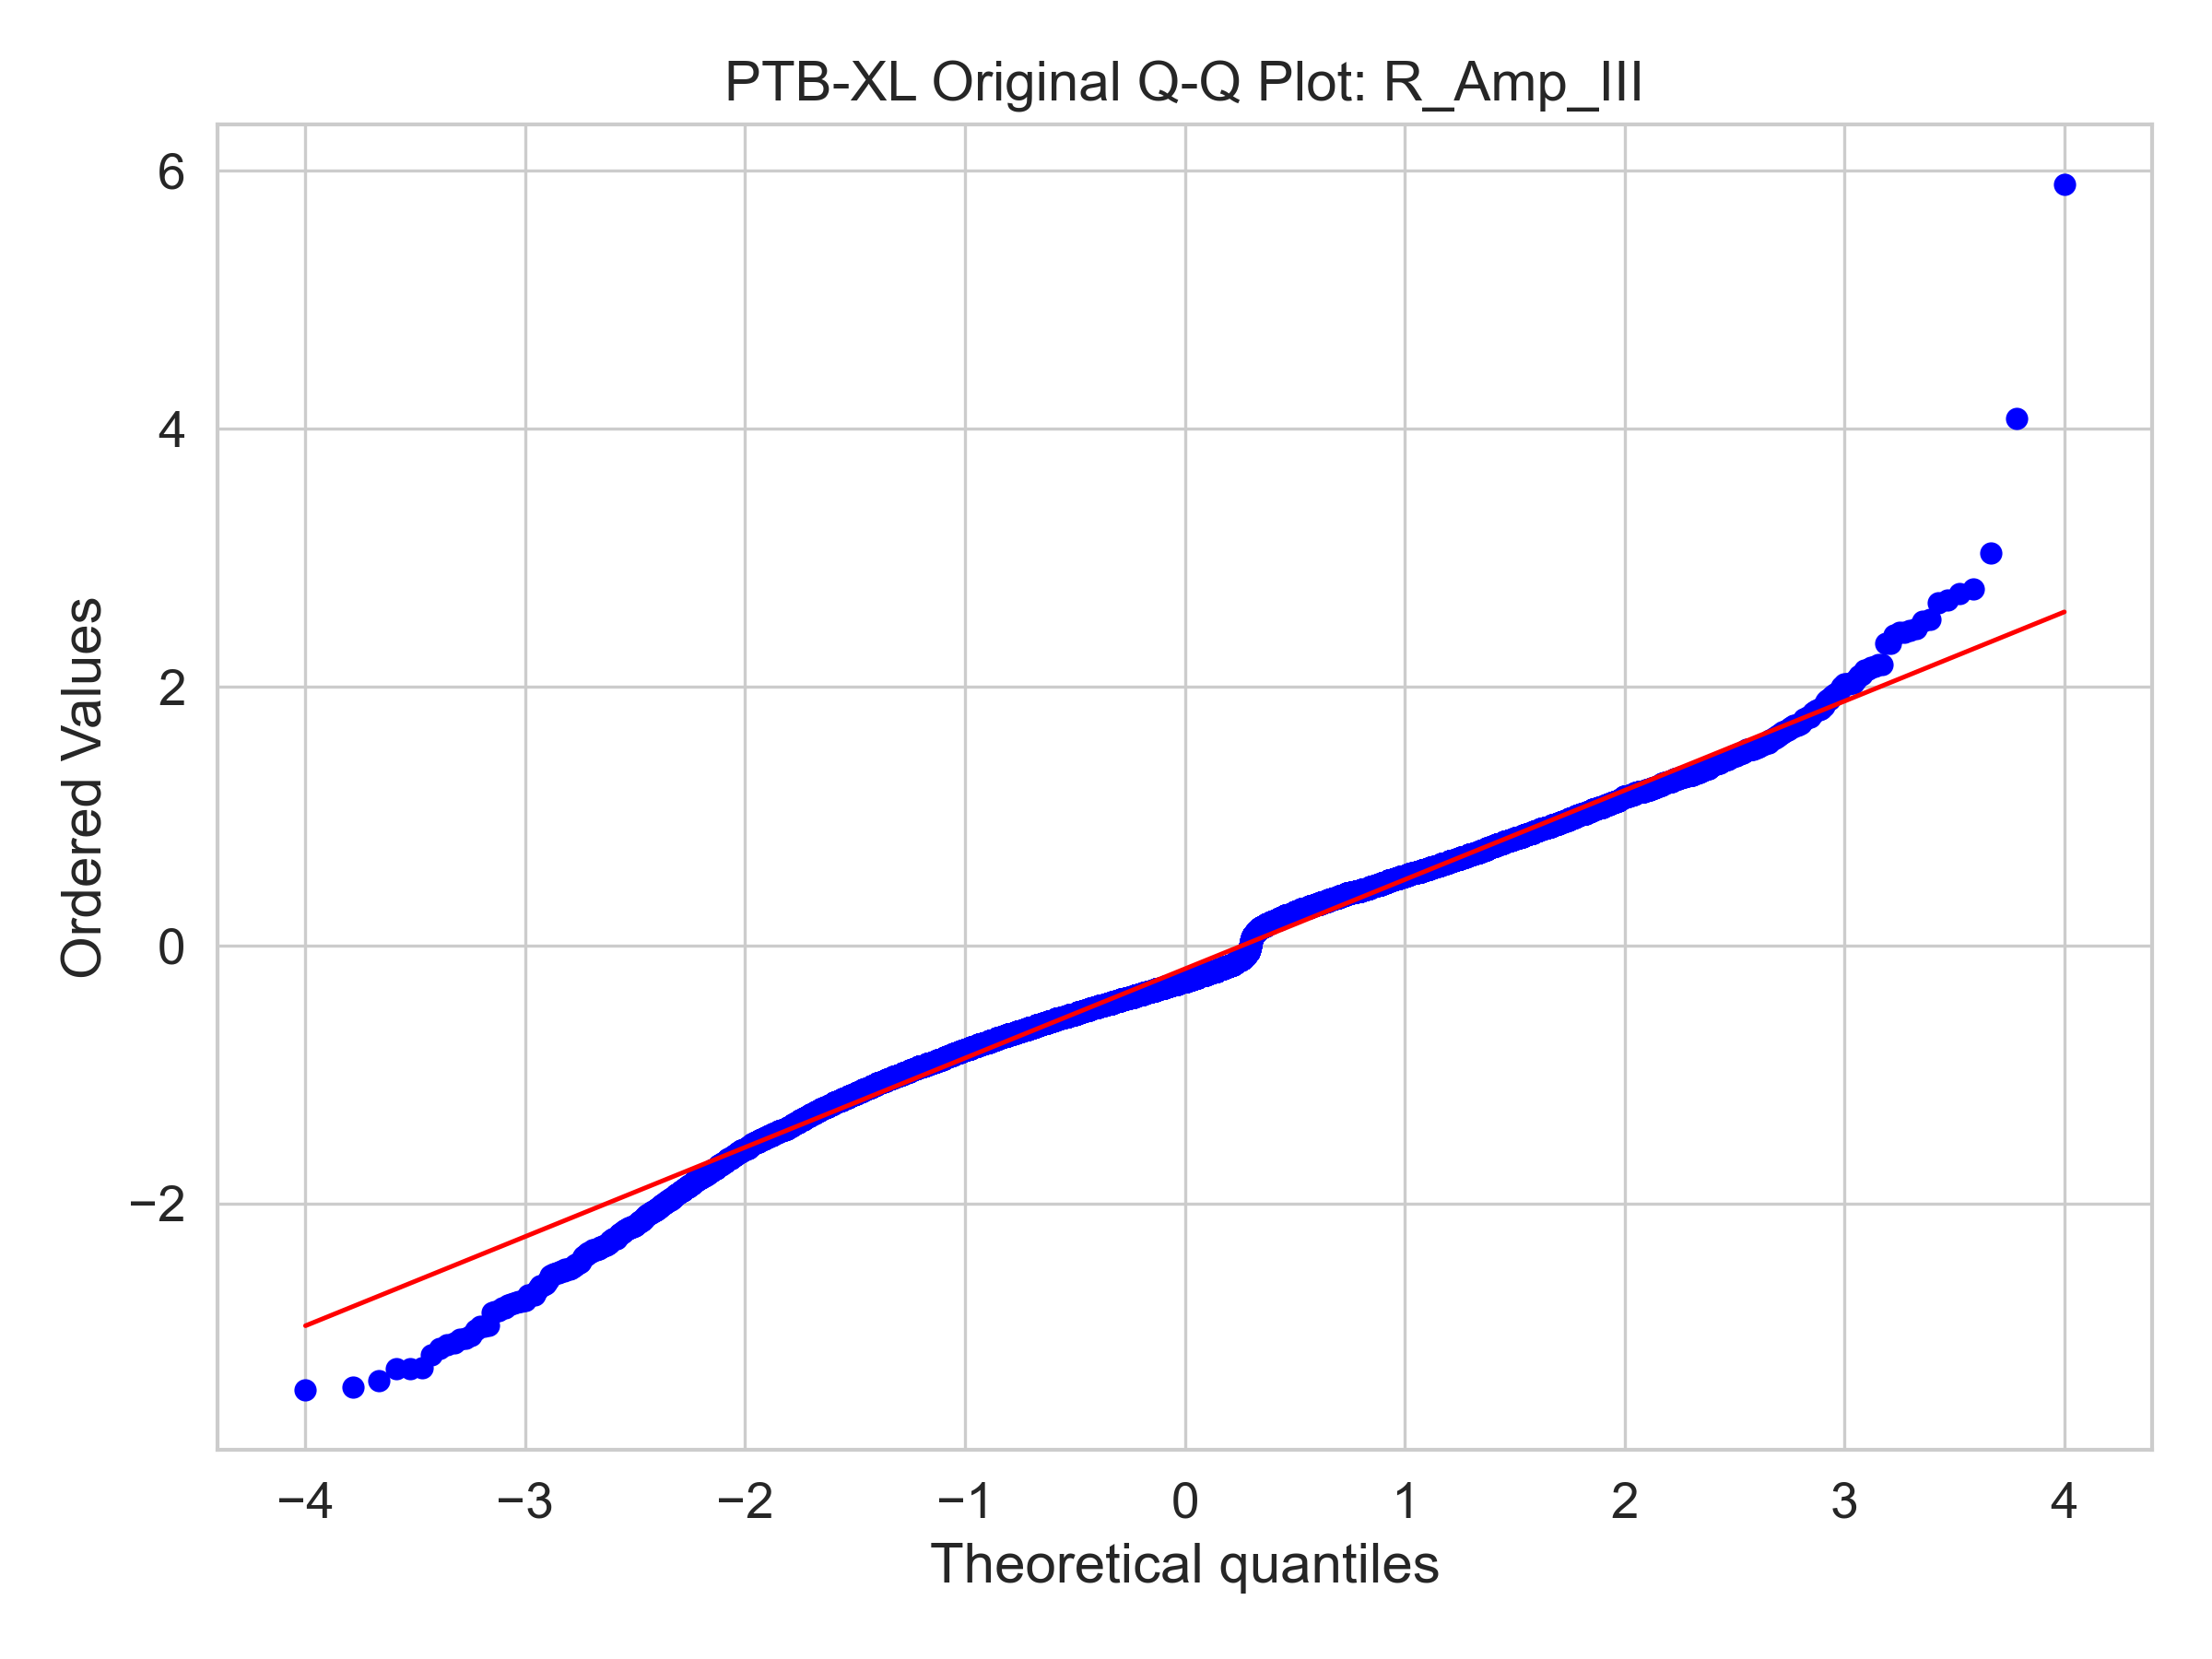 PTB-XL Original Q-Q Plot: R_Amp_III
6
4
2
0
−2
Ordered Values
−4 −3 −2 −1 0 1 2 3 4
Theoretical quantiles